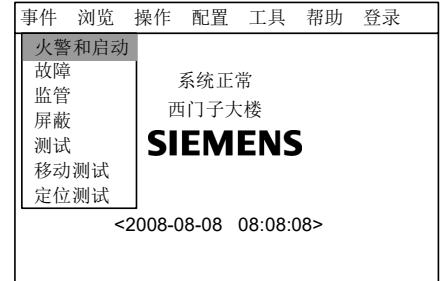 事件 浏览 操作 配置 工具 帮助 登录
火警和启动
故障
监管
屏蔽
测试
移动测试
定位测试
系统正常
西门子大楼
SIEMENS
<2008-08-08 08:08:08>